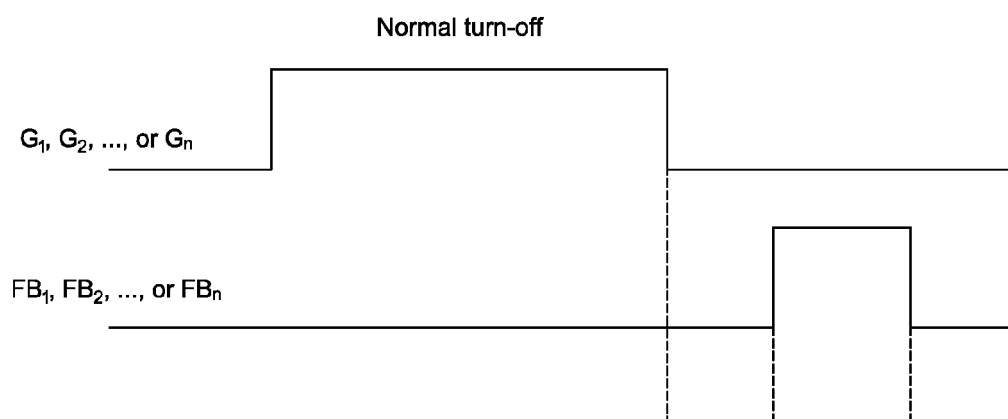 Normal turn-off
G₁, G₂, ..., or Gₙ
FB₁, FB₂, ..., or FBₙ